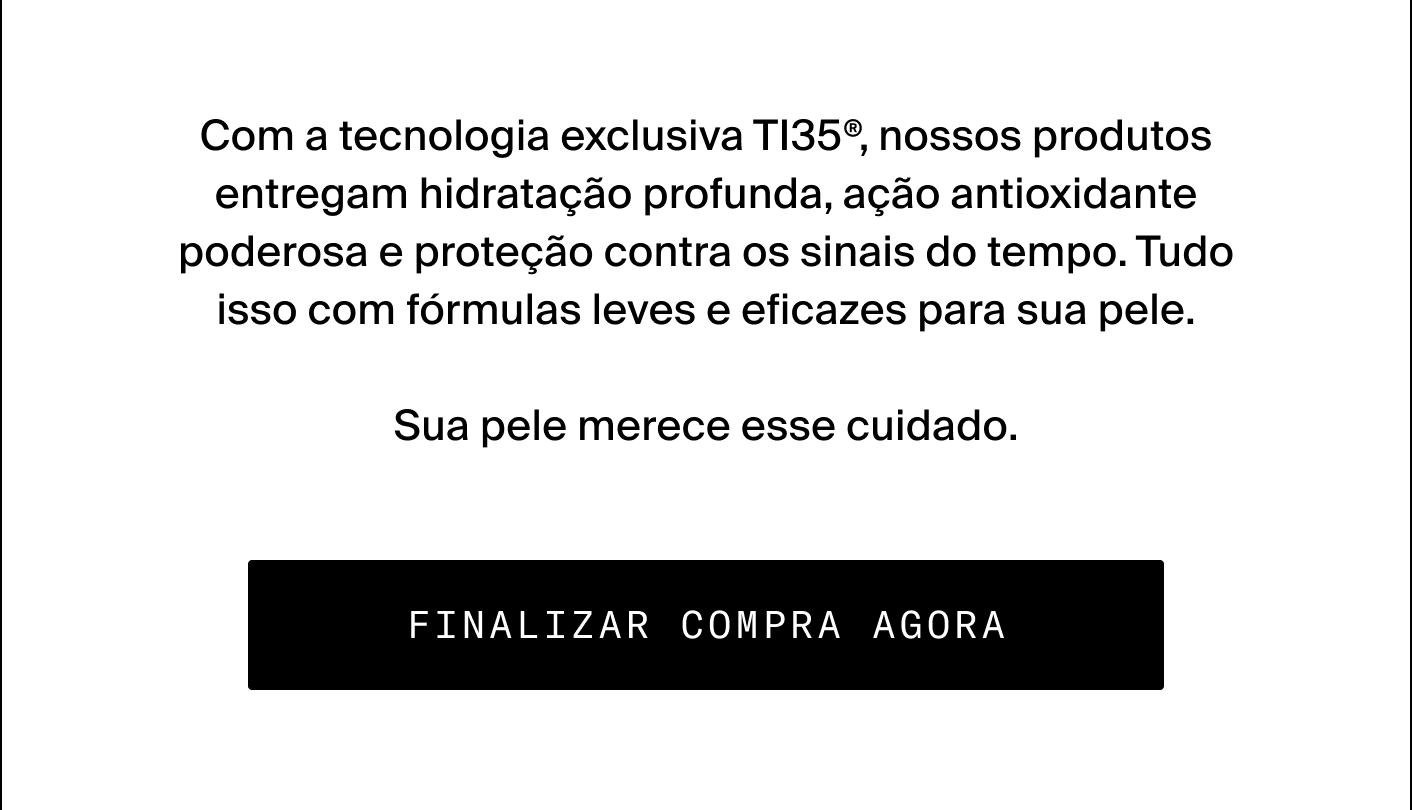 Com a tecnologia exclusiva TI35®, nossos produtos
entregam hidratação profunda, ação antioxidante
poderosa e proteção contra os sinais do tempo. Tudo
isso com fórmulas leves e eficazes para sua pele.
Sua pele merece esse cuidado.
FINALIZAR COMPRA AGORA